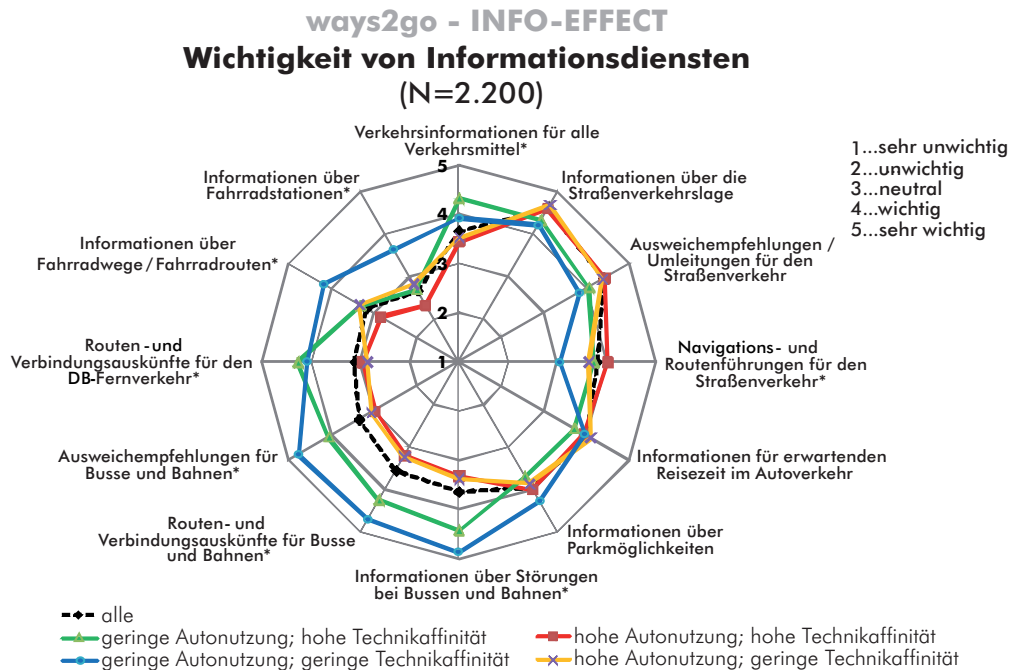 ways2go - INFO-EFFECT
Wichtigkeit von Informationsdiensten
(N=2.200)
Verkehrsinformationen für alle
Verkehrsmittel*
Informationen über die
Straßenverkehrslage
Ausweichempfehlungen /
Umleitungen für den
Straßenverkehr
Navigations- und
Routenführungen für den
Straßenverkehr*
Informationen für erwartenden
Reisezeit im Autoverkehr
Informationen über
Parkmöglichkeiten
Informationen über Störungen
bei Bussen und Bahnen*
Routen- und
Verbindungsauskünfte für Busse
und Bahnen*
Ausweichempfehlungen für
Busse und Bahnen*
Routen-und
Verbindungsauskünfte für den
DB-Fernverkehr*
Informationen über
Fahrradwege/Fahrradrouten*
Informationen über
Fahrradstationen*
5
4
3
2
1
1...sehr unwichtig
2...unwichtig
3...neutral
4...wichtig
5...sehr wichtig
alle
geringe Autonutzung; hohe Technikaffinität
hohe Autonutzung; hohe Technikaffinität
geringe Autonutzung; geringe Technikaffinität
hohe Autonutzung; geringe Technikaffinität